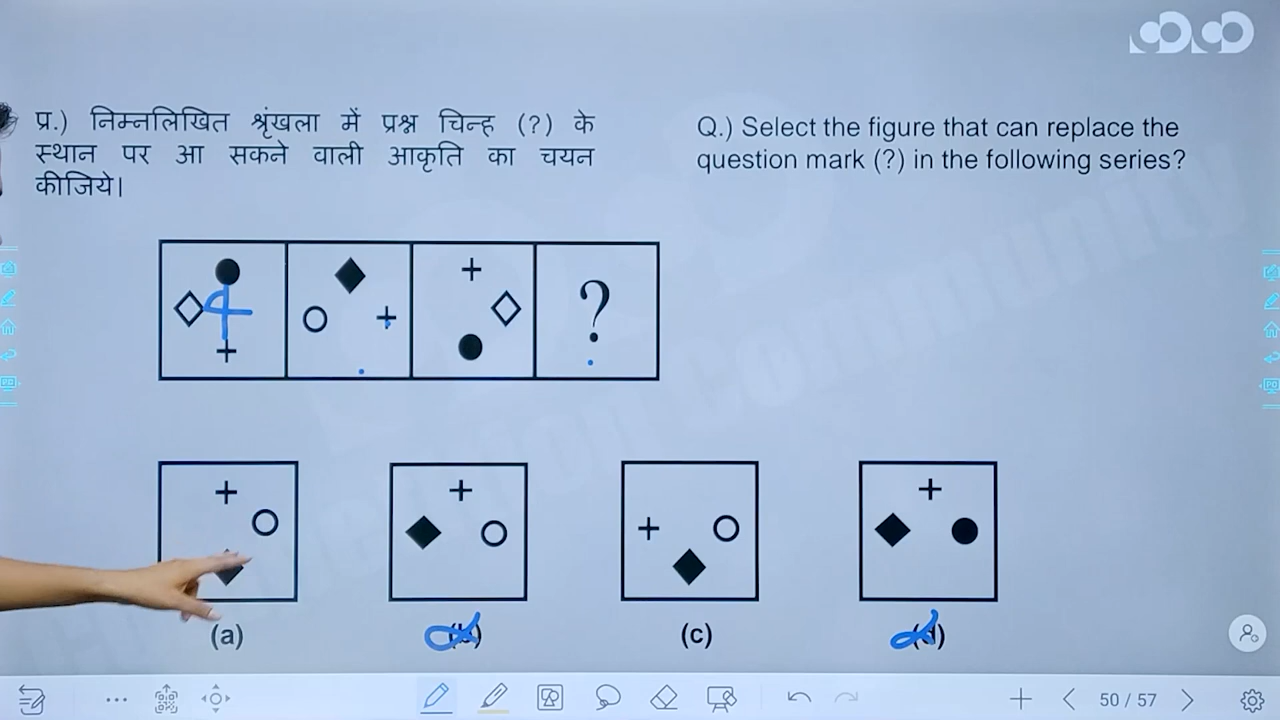 प्र.) निम्नलिखित श्रृंखला में प्रश्न चिन्ह (?) के
स्थान पर आ सकने वाली आकृति का चयन
कीजिये।
Q.) Select the figure that can replace the
question mark (?) in the following series?
?
(a)
(b)
(c)
(d)
50 / 57